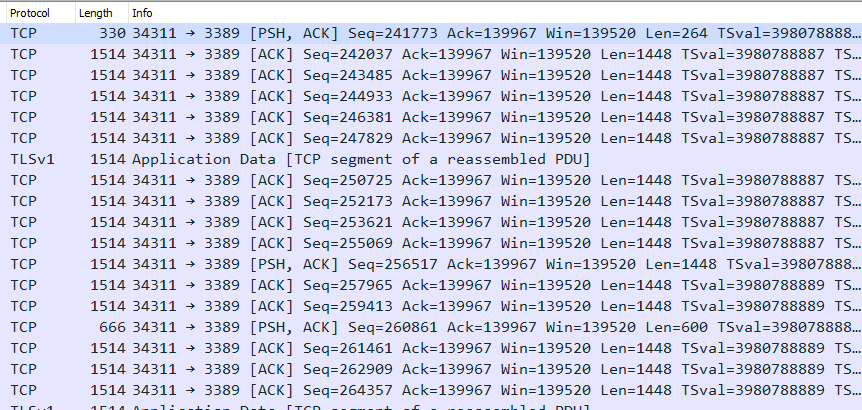 Protocol Length Info
TCP 330 34311 → 3389 [PSH, ACK] Seq=241773 Ack=139967 Win=139520 Len=264 TSval=398078888…
TCP 1514 34311 → 3389 [ACK] Seq=242037 Ack=139967 Win=139520 Len=1448 TSval=3980788887 TS…
TCP 1514 34311 → 3389 [ACK] Seq=243485 Ack=139967 Win=139520 Len=1448 TSval=3980788887 TS…
TCP 1514 34311 → 3389 [ACK] Seq=244933 Ack=139967 Win=139520 Len=1448 TSval=3980788887 TS…
TCP 1514 34311 → 3389 [ACK] Seq=246381 Ack=139967 Win=139520 Len=1448 TSval=3980788887 TS…
TCP 1514 34311 → 3389 [ACK] Seq=247829 Ack=139967 Win=139520 Len=1448 TSval=3980788887 TS…
TLSv1 1514 Application Data [TCP segment of a reassembled PDU]
TCP 1514 34311 → 3389 [ACK] Seq=250725 Ack=139967 Win=139520 Len=1448 TSval=3980788887 TS…
TCP 1514 34311 → 3389 [ACK] Seq=252173 Ack=139967 Win=139520 Len=1448 TSval=3980788887 TS…
TCP 1514 34311 → 3389 [ACK] Seq=253621 Ack=139967 Win=139520 Len=1448 TSval=3980788887 TS…
TCP 1514 34311 → 3389 [ACK] Seq=255069 Ack=139967 Win=139520 Len=1448 TSval=3980788887 TS…
TCP 1514 34311 → 3389 [PSH, ACK] Seq=256517 Ack=139967 Win=139520 Len=1448 TSval=39807888…
TCP 1514 34311 → 3389 [ACK] Seq=257965 Ack=139967 Win=139520 Len=1448 TSval=3980788889 TS…
TCP 1514 34311 → 3389 [ACK] Seq=259413 Ack=139967 Win=139520 Len=1448 TSval=3980788889 TS…
TCP 666 34311 → 3389 [PSH, ACK] Seq=260861 Ack=139967 Win=139520 Len=600 TSval=398078888…
TCP 1514 34311 → 3389 [ACK] Seq=261461 Ack=139967 Win=139520 Len=1448 TSval=3980788889 TS…
TCP 1514 34311 → 3389 [ACK] Seq=262909 Ack=139967 Win=139520 Len=1448 TSval=3980788889 TS…
TCP 1514 34311 → 3389 [ACK] Seq=264357 Ack=139967 Win=139520 Len=1448 TSval=3980788889 TS…
TLSv1 1514 Application Data [TCP segment of a reassembled PDU]